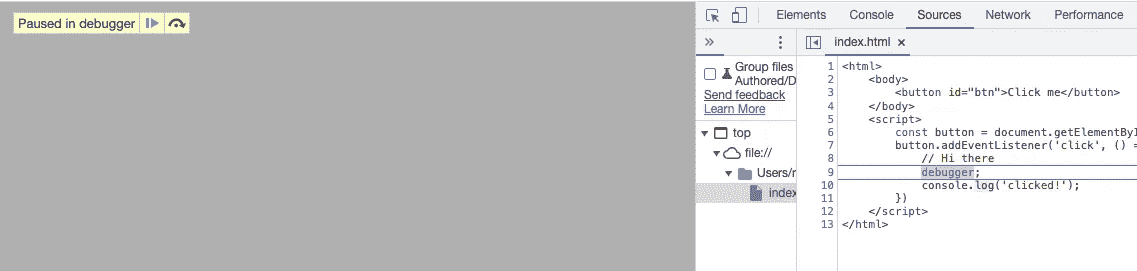 Paused in debugger
Elements Console Sources Network Performance
»
index.html ×
Group files
Authored/D
Send feedback
Learn More
top
file://
Users/r
index
1 <html>
2 <body>
3 <button id="btn">Click me</button>
4 </body>
5 <script>
6 const button = document.getElementByI
7 button.addEventListener('click', () =
8 // Hi there
9 debugger;
10 console.log('clicked!');
11 })
12 </script>
13 </html>